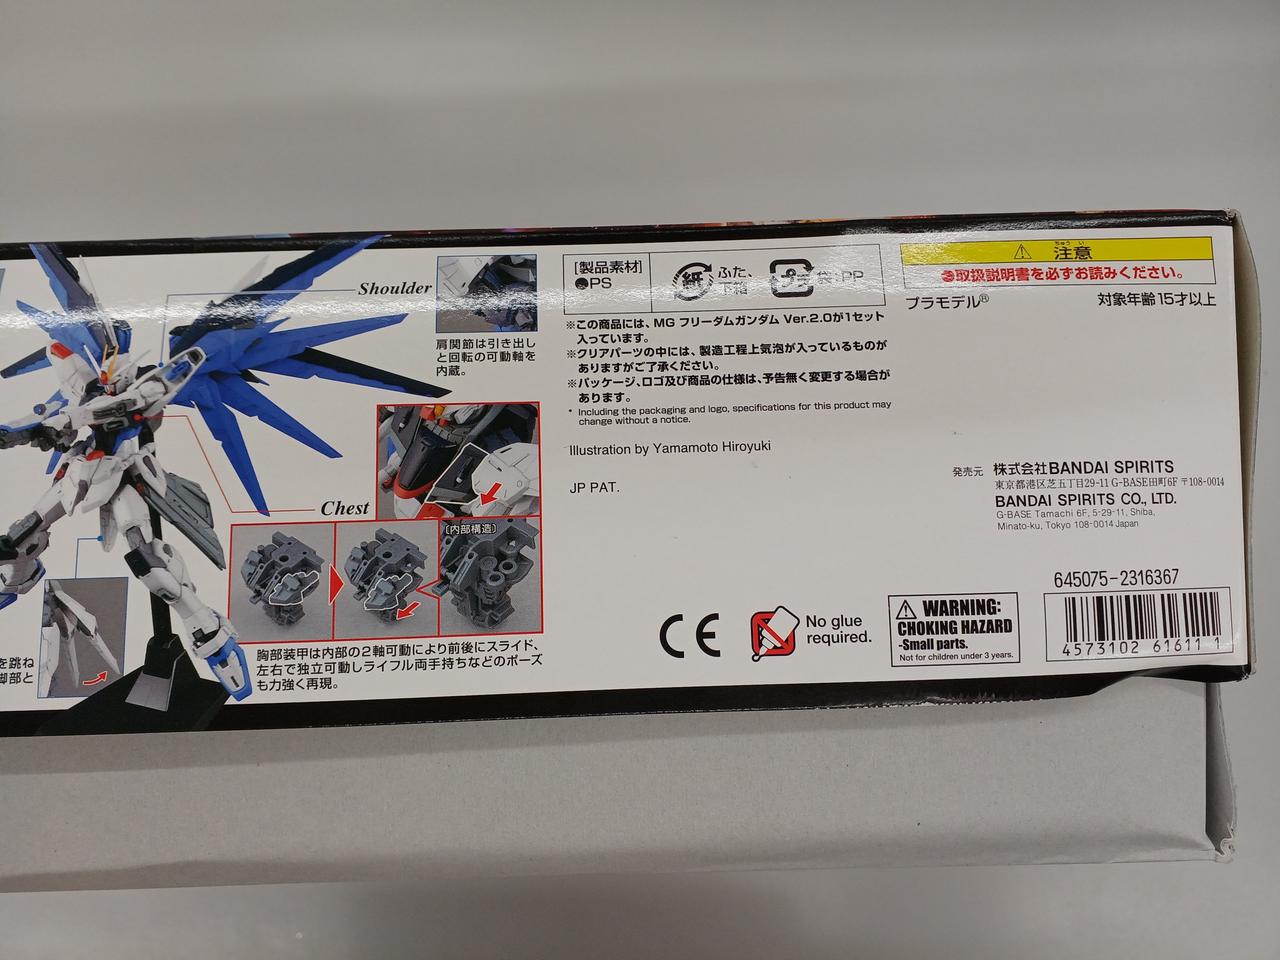 Shoulder
肩関節は引き出し
と回転の可動軸を
内蔵。
Chest
[内部構造]
胸部装甲は内部の2軸可動により前後にスライド、
左右で独立可動しライフル両手持ちなどのポーズ
も力強く再現。
を跳ね
脚部と
[製品素材]
●PS
紙
ふた、
下箱
プラ
袋:PP
※この商品には、MG フリーダムガンダム Ver.2.0が1セット
入っています。
※クリアパーツの中には、製造工程上気泡が入っているものが
ありますがご了承ください。
※パッケージ、ロゴ及び商品の仕様は、予告無く変更する場合が
あります。
* Including the packaging and logo, specifications for this product may
change without a notice.
Illustration by Yamamoto Hiroyuki
JP PAT.
ちゅう い
注意
●取扱説明書を必ずお読みください。
プラモデル®
対象年齢15才以上
発売元 株式会社BANDAI SPIRITS
東京都港区芝五丁目29-11 G-BASE田町6F 〒108-0014
BANDAI SPIRITS CO., LTD.
G-BASE Tamachi 6F, 5-29-11, Shiba,
Minato-ku, Tokyo 108-0014 Japan
CE
No glue
required.
WARNING:
CHOKING HAZARD
-Small parts.
Not for children under 3 years.
645075-2316367
4573102 61611 1